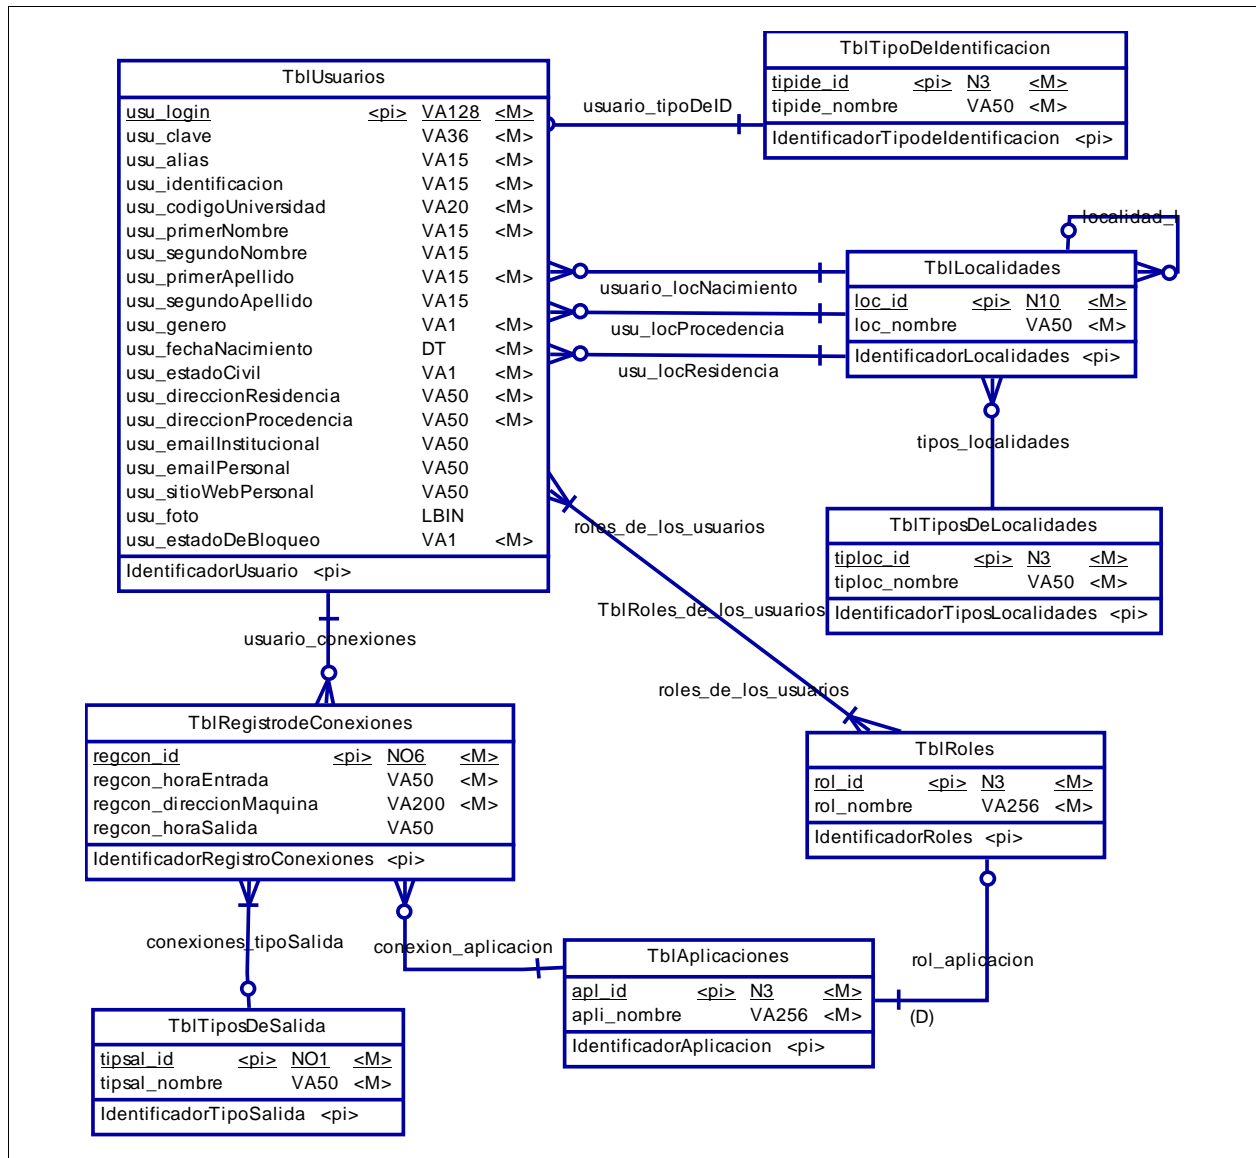 TblUsuarios
usu_login <pi> VA128 <M>
usu_clave VA36 <M>
usu_alias VA15 <M>
usu_identificacion VA15 <M>
usu_codigoUniversidad VA20 <M>
usu_primerNombre VA15 <M>
usu_segundoNombre VA15
usu_primerApellido VA15 <M>
usu_segundoApellido VA15
usu_genero VA1 <M>
usu_fechaNacimiento DT <M>
usu_estadoCivil VA1 <M>
usu_direccionResidencia VA50 <M>
usu_direccionProcedencia VA50 <M>
usu_emailInstitucional VA50
usu_emailPersonal VA50
usu_sitioWebPersonal VA50
usu_foto LBIN
usu_estadoDeBloqueo VA1 <M>
IdentificadorUsuario <pi>
usuario_tipoDeID
TblTipoDeIdentificacion
tipide_id <pi> N3 <M>
tipide_nombre VA50 <M>
IdentificadorTipodeIdentificacion <pi>
localidad_l
usuario_locNacimiento
usu_locProcedencia
usu_locResidencia
TblLocalidades
loc_id <pi> N10 <M>
loc_nombre VA50 <M>
IdentificadorLocalidades <pi>
tipos_localidades
TblTiposDeLocalidades
tiploc_id <pi> N3 <M>
tiploc_nombre VA50 <M>
IdentificadorTiposLocalidades <pi>
roles_de_los_usuarios
TblRoles_de_los_usuarios
roles_de_los_usuarios
usuario_conexiones
TblRegistrodeConexiones
regcon_id <pi> NO6 <M>
regcon_horaEntrada VA50 <M>
regcon_direccionMaquina VA200 <M>
regcon_horaSalida VA50
IdentificadorRegistroConexiones <pi>
TblRoles
rol_id <pi> N3 <M>
rol_nombre VA256 <M>
IdentificadorRoles <pi>
conexiones_tipoSalida
conexion_aplicacion
rol_aplicacion
(D)
TblAplicaciones
apl_id <pi> N3 <M>
apli_nombre VA256 <M>
IdentificadorAplicacion <pi>
TblTiposDeSalida
tipsal_id <pi> NO1 <M>
tipsal_nombre VA50 <M>
IdentificadorTipoSalida <pi>